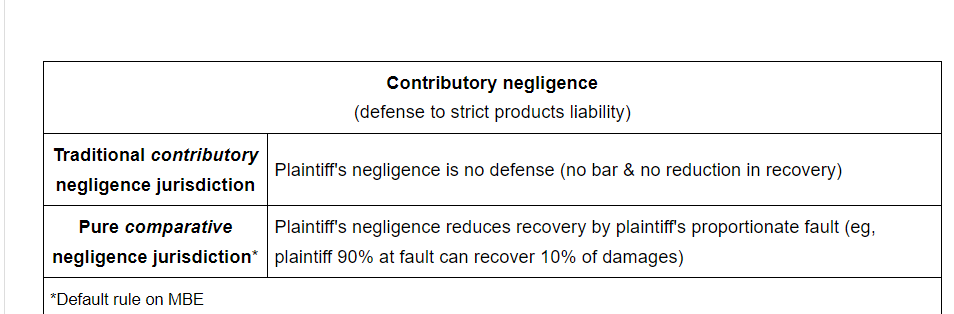 Contributory negligence
(defense to strict products liability)
Traditional contributory
negligence jurisdiction
Plaintiff's negligence is no defense (no bar & no reduction in recovery)
Pure comparative
negligence jurisdiction*
Plaintiff's negligence reduces recovery by plaintiff's proportionate fault (eg,
plaintiff 90% at fault can recover 10% of damages)
*Default rule on MBE